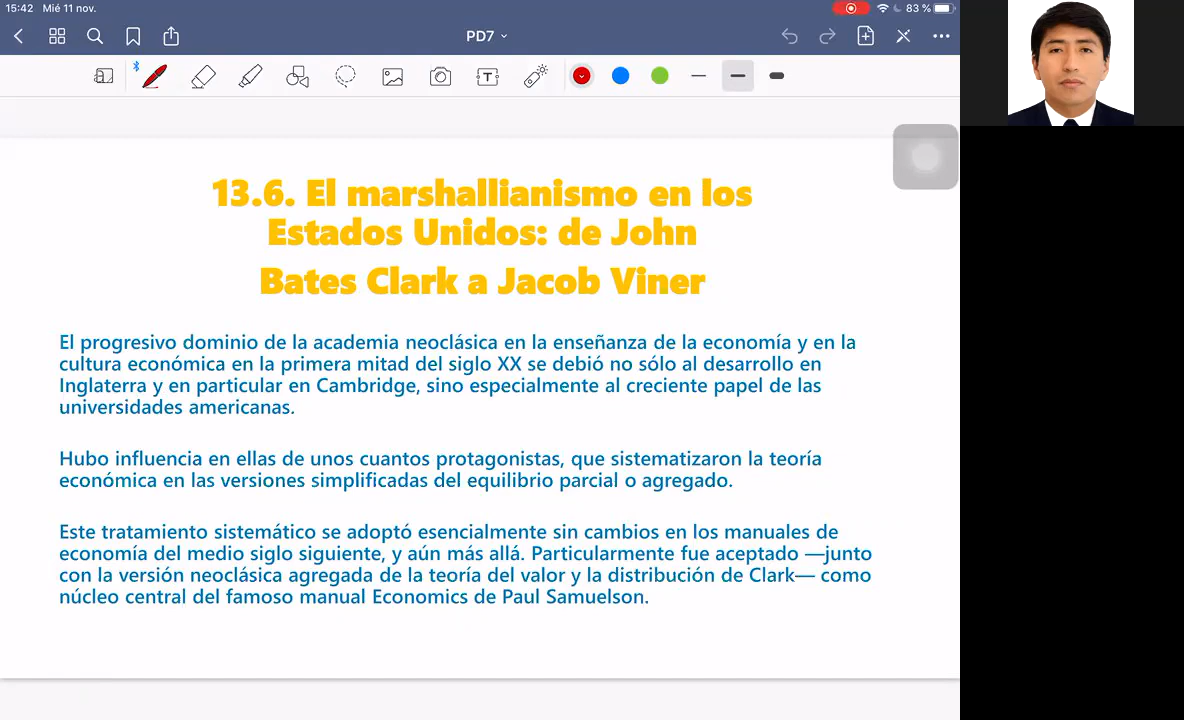 15:42 Mié 11 nov.
83 %
PD7
T
13.6. El marshallianismo en los
Estados Unidos: de John
Bates Clark a Jacob Viner
El progresivo dominio de la academia neoclásica en la enseñanza de la economía y en la
cultura económica en la primera mitad del siglo XX se debió no sólo al desarrollo en
Inglaterra y en particular en Cambridge, sino especialmente al creciente papel de las
universidades americanas.
Hubo influencia en ellas de unos cuantos protagonistas, que sistematizaron la teoría
económica en las versiones simplificadas del equilibrio parcial o agregado.
Este tratamiento sistemático se adoptó esencialmente sin cambios en los manuales de
economía del medio siglo siguiente, y aún más allá. Particularmente fue aceptado —junto
con la versión neoclásica agregada de la teoría del valor y la distribución de Clark— como
núcleo central del famoso manual Economics de Paul Samuelson.